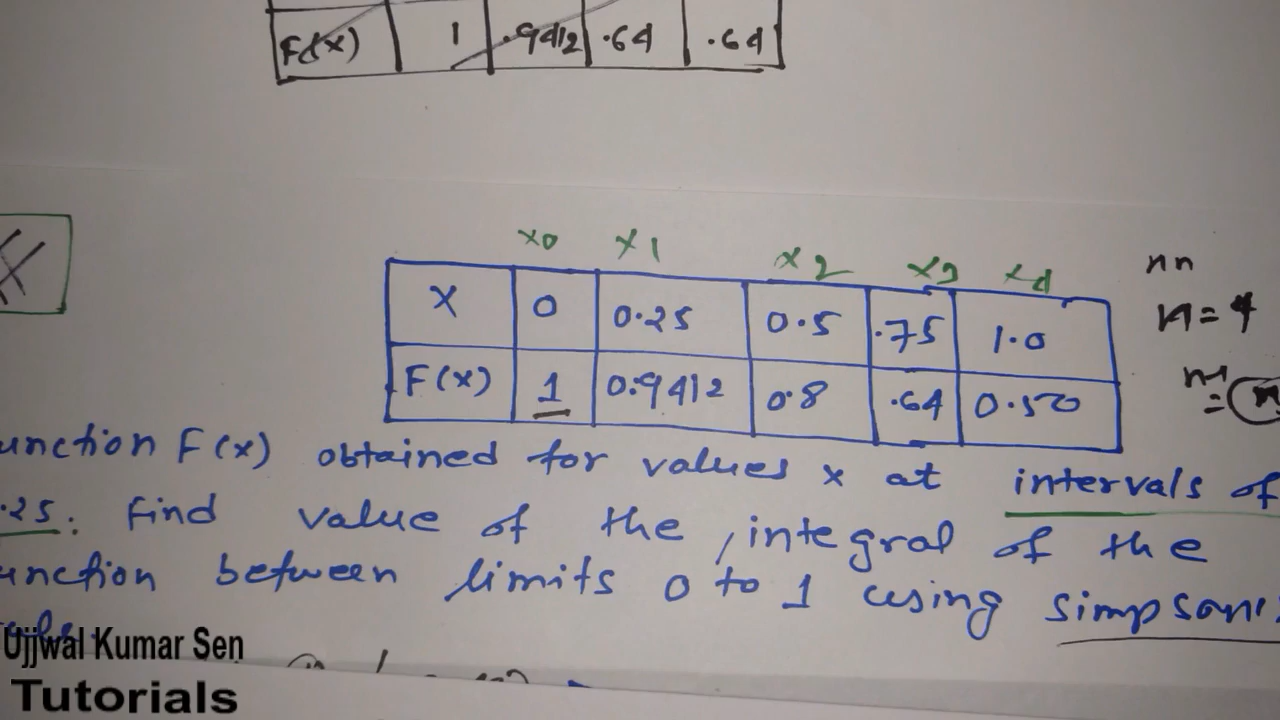 F(x) 1 .9412 .64 .64
x0 x1 x2 x3 x4
x 0 0.25 0.5 .75 1.0
F(x) 1 0.9412 0.8 .64 0.50
n=4
unction F(x) obtained for values x at intervals of
.25. Find value of the integral of the
unction between limits 0 to 1 using simpson's
Ujjwal Kumar Sen
Tutorials